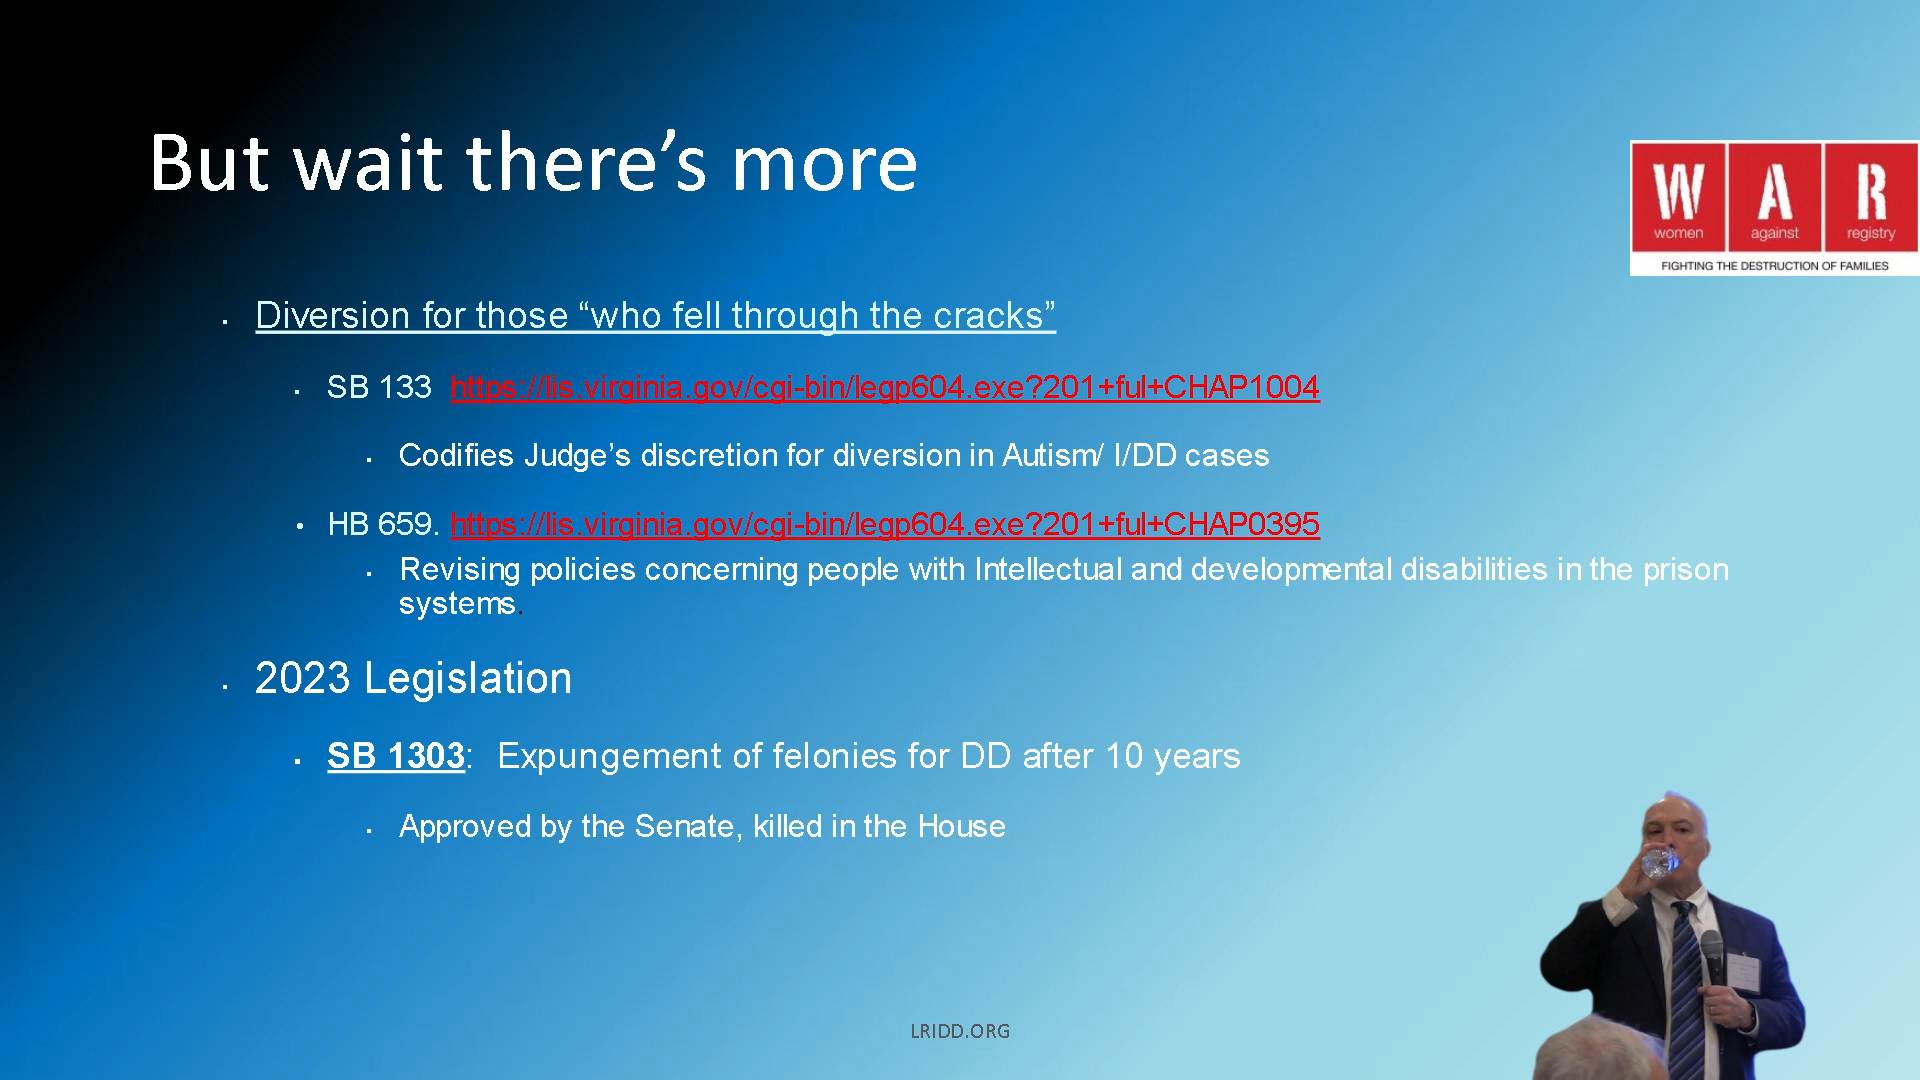 But wait there’s more
W A R
women against registry
FIGHTING THE DESTRUCTION OF FAMILIES
Diversion for those “who fell through the cracks”
SB 133 https://lis.virginia.gov/cgi-bin/legp604.exe?201+ful+CHAP1004
Codifies Judge’s discretion for diversion in Autism/ I/DD cases
HB 659. https://lis.virginia.gov/cgi-bin/legp604.exe?201+ful+CHAP0395
Revising policies concerning people with Intellectual and developmental disabilities in the prison
systems.
2023 Legislation
SB 1303: Expungement of felonies for DD after 10 years
Approved by the Senate, killed in the House
LRIDD.ORG